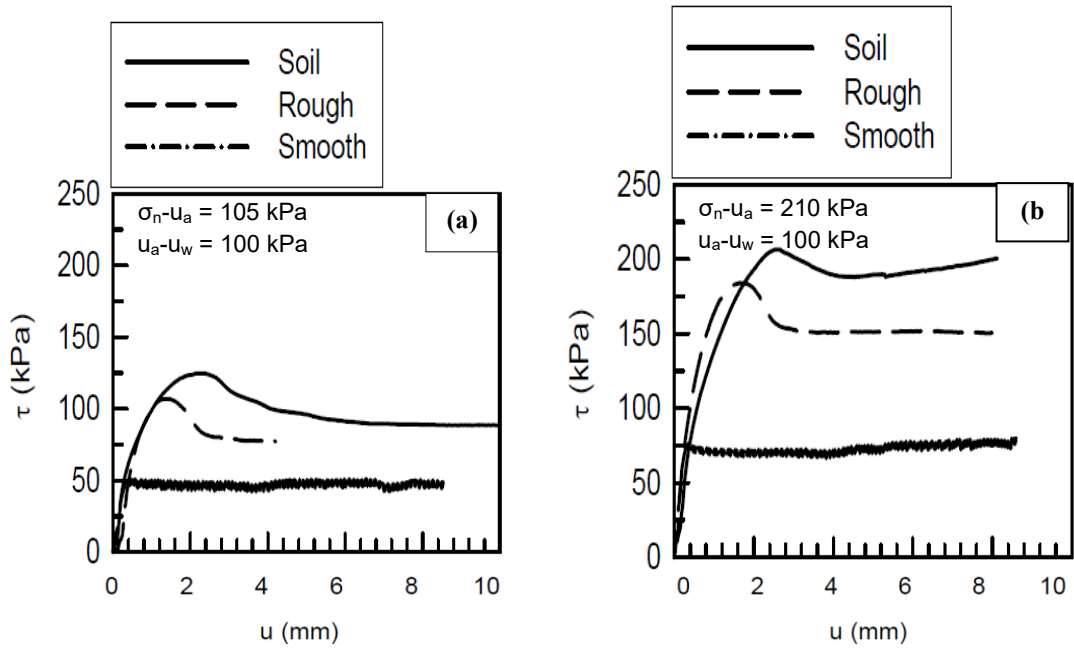 Soil
Rough
Smooth
σn-ua = 105 kPa
ua-uw = 100 kPa
(a)
250
200
150
100
50
0
τ (kPa)
0 2 4 6 8 10
u (mm)
Soil
Rough
Smooth
σn-ua = 210 kPa
ua-uw = 100 kPa
(b
250
200
150
100
50
0
τ (kPa)
0 2 4 6 8 10
u (mm)